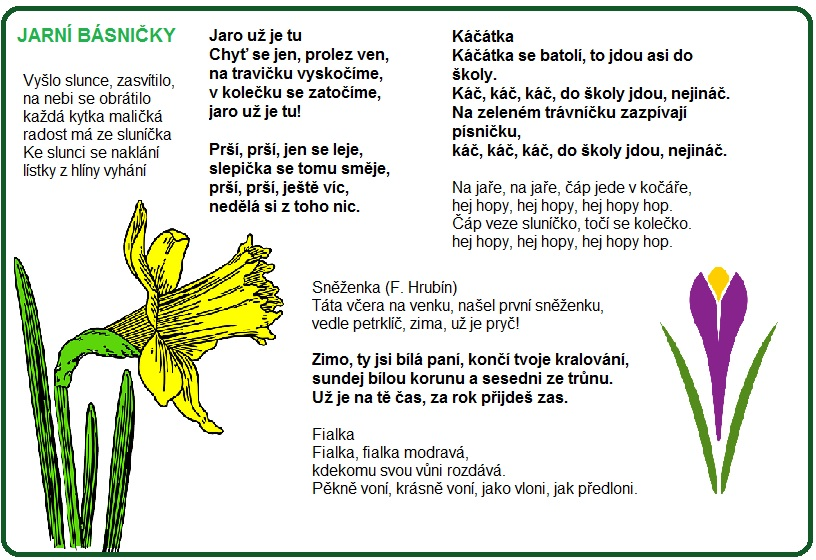 JARNÍ BÁSNIČKY
Vyšlo slunce, zasvítilo,
na nebi se obrátilo
každá kytka maličká
radost má ze sluníčka
Ke slunci se naklání
lístky z hlíny vyhání
Jaro už je tu
Chyť se jen, prolez ven,
na travičku vyskočíme,
v kolečku se zatočíme,
jaro už je tu!
Prší, prší, jen se leje,
slepička se tomu směje,
prší, prší, ještě víc,
nedělá si z toho nic.
Káčátka
Káčátka se batolí, to jdou asi do
školy.
Káč, káč, káč, do školy jdou, nejináč.
Na zeleném trávníčku zazpívají
písničku,
káč, káč, káč, do školy jdou, nejináč.
Na jaře, na jaře, čáp jede v kočáře,
hej hopy, hej hopy, hej hopy hop.
Čáp veze sluníčko, točí se kolečko.
hej hopy, hej hopy, hej hopy hop.
Sněženka (F. Hrubín)
Táta včera na venku, našel první sněženku,
vedle petrklíč, zima, už je pryč!
Zimo, ty jsi bílá paní, končí tvoje kralování,
sundej bílou korunu a sesedni ze trůnu.
Už je na tě čas, za rok přijdeš zas.
Fialka
Fialka, fialka modravá,
kdekomu svou vůni rozdává.
Pěkně voní, krásně voní, jako vloni, jak předloni.